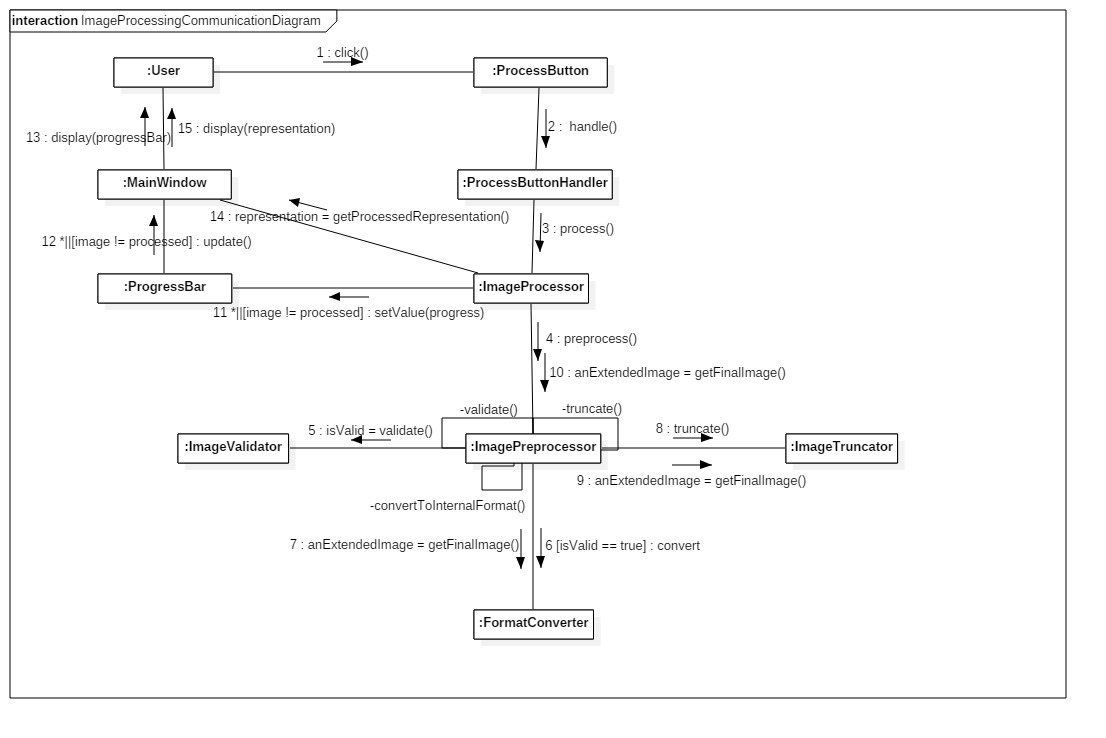 interaction ImageProcessingCommunicationDiagram
1 : click()
:User
:ProcessButton
13 : display(progressBar)
15 : display(representation)
2 : handle()
:MainWindow
:ProcessButtonHandler
14 : representation = getProcessedRepresentation()
3 : process()
12 *||[image != processed] : update()
:ProgressBar
:ImageProcessor
11 *||[image != processed] : setValue(progress)
4 : preprocess()
10 : anExtendedImage = getFinalImage()
-validate()
-truncate()
5 : isValid = validate()
8 : truncate()
:ImageValidator
:ImagePreprocessor
:ImageTruncator
9 : anExtendedImage = getFinalImage()
-convertToInternalFormat()
7 : anExtendedImage = getFinalImage()
6 [isValid == true] : convert
:FormatConverter